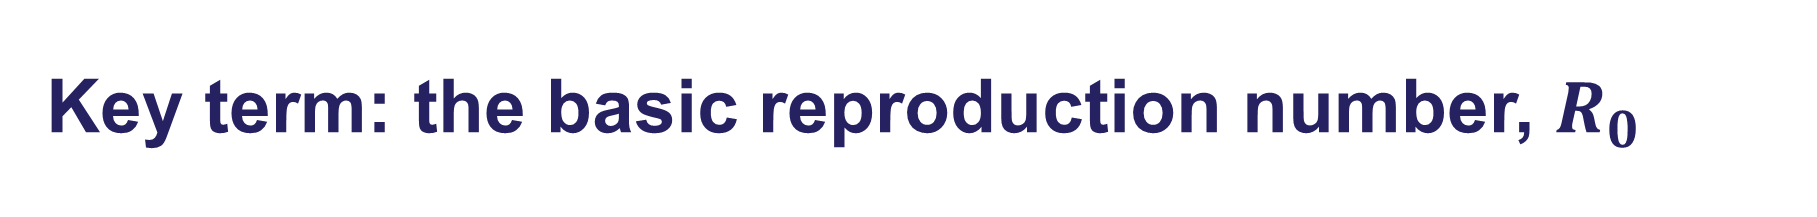 Key term: the basic reproduction number, R₀